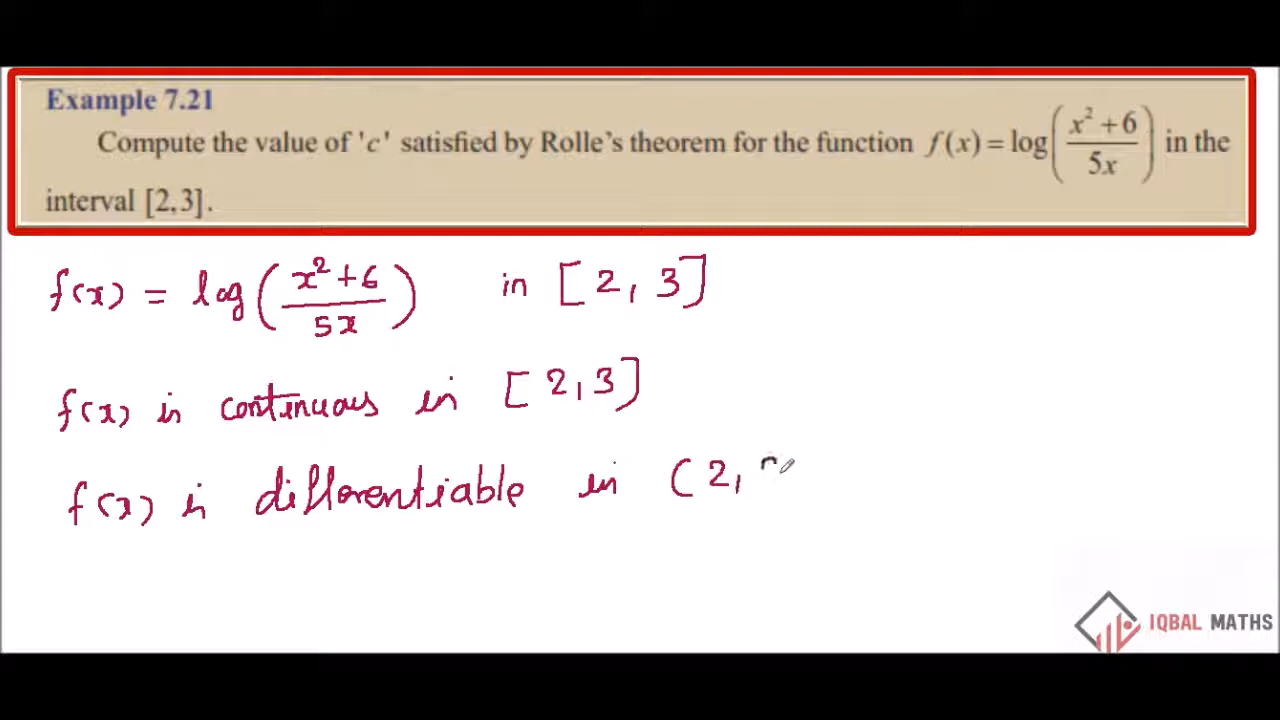 Example 7.21
Compute the value of 'c' satisfied by Rolle's theorem for the function f(x) = log((x² + 6)/(5x)) in the
interval [2,3].
f(x) = log((x² + 6)/(5x)) in [2, 3]
f(x) is continuous in [2, 3]
f(x) is differentiable in (2,
IQBAL MATHS